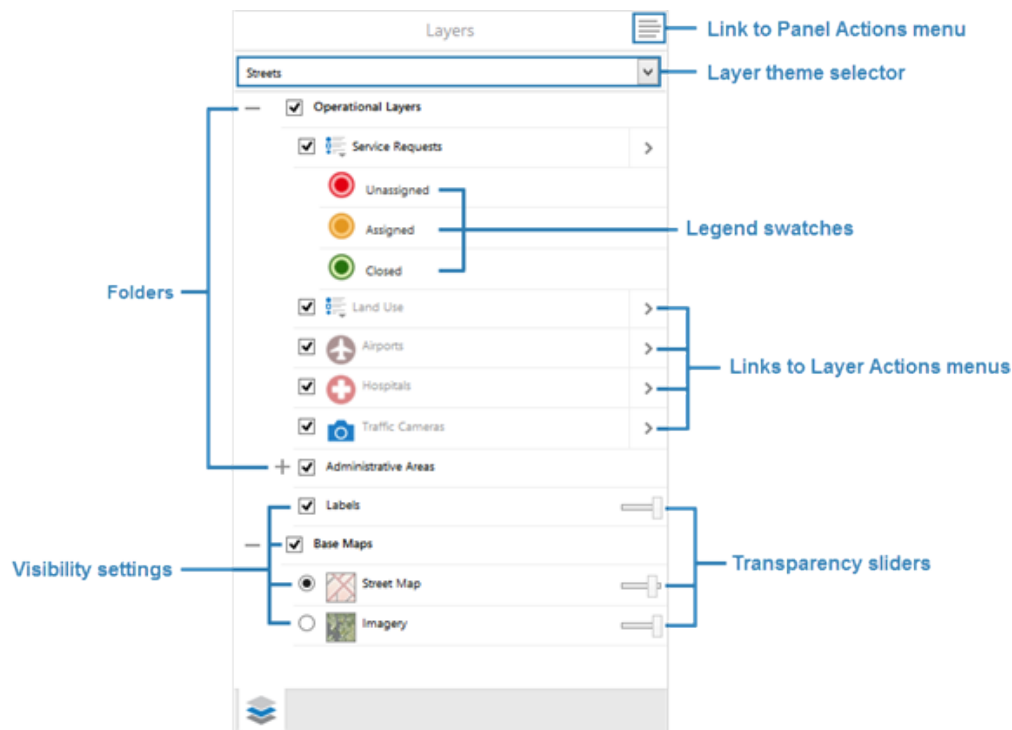 Layers
Link to Panel Actions menu
Streets
Layer theme selector
Operational Layers
Service Requests
Unassigned
Assigned
Legend swatches
Closed
Folders
Land Use
Airports
Links to Layer Actions menus
Hospitals
Traffic Cameras
Administrative Areas
Labels
Base Maps
Visibility settings
Transparency sliders
Street Map
Imagery